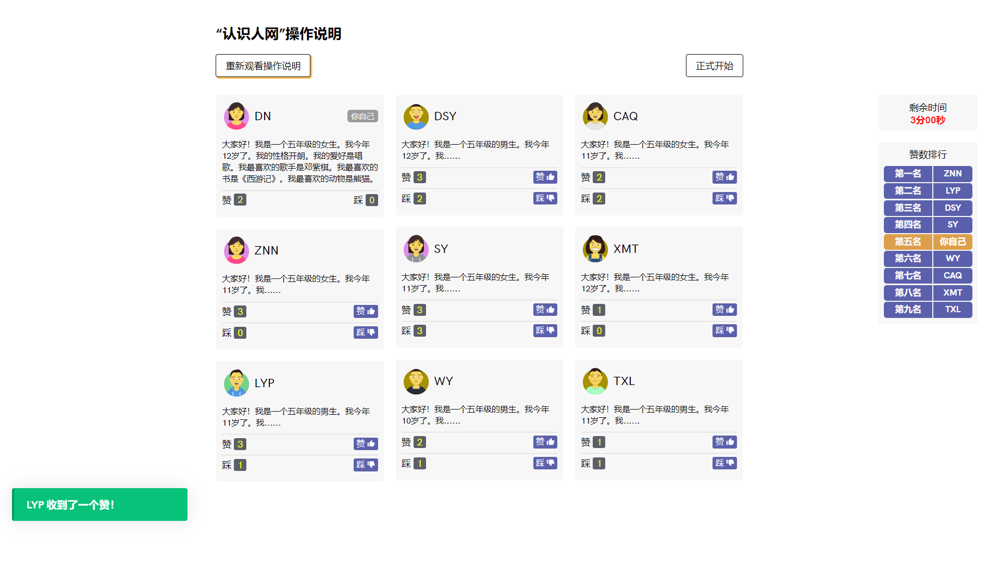 “认识人网”操作说明
重新观看操作说明
正式开始
DN
你自己
大家好！我是一个五年级的女生。我今年
12岁了。我的性格开朗。我的爱好是唱
歌。我最喜欢的歌手是邓紫棋。我最喜欢的
书是《西游记》。我最喜欢的动物是熊猫。
赞 2
踩 0
DSY
大家好！我是一个五年级的男生。我今年
12岁了。我……
赞 3
赞
踩 2
踩
CAQ
大家好！我是一个五年级的女生。我今年
11岁了。我……
赞 2
赞
踩 2
踩
ZNN
大家好！我是一个五年级的女生。我今年
11岁了。我……
赞 3
赞
踩 0
踩
SY
大家好！我是一个五年级的女生。我今年
11岁了。我……
赞 3
赞
踩 3
踩
XMT
大家好！我是一个五年级的女生。我今年
12岁了。我……
赞 1
赞
踩 0
踩
LYP
大家好！我是一个五年级的男生。我今年
11岁了。我……
赞 3
赞
踩 1
踩
WY
大家好！我是一个五年级的男生。我今年
10岁了。我……
赞 2
赞
踩 1
踩
TXL
大家好！我是一个五年级的男生。我今年
11岁了。我……
赞 1
赞
踩 1
踩
剩余时间
3分00秒
赞数排行
第一名 ZNN
第二名 LYP
第三名 DSY
第四名 SY
第五名 你自己
第六名 WY
第七名 CAQ
第八名 XMT
第九名 TXL
LYP 收到了一个赞！